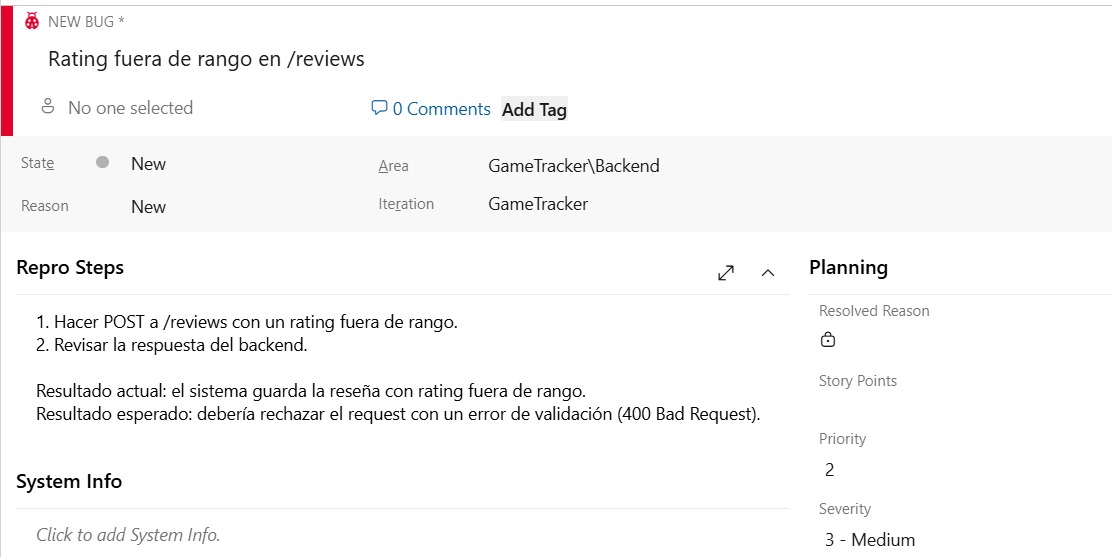 NEW BUG *
Rating fuera de rango en /reviews
No one selected
0 Comments
Add Tag
State
New
Area
GameTracker\Backend
Reason
New
Iteration
GameTracker
Repro Steps
1. Hacer POST a /reviews con un rating fuera de rango.
2. Revisar la respuesta del backend.
Resultado actual: el sistema guarda la reseña con rating fuera de rango.
Resultado esperado: debería rechazar el request con un error de validación (400 Bad Request).
System Info
Click to add System Info.
Planning
Resolved Reason
Story Points
Priority
2
Severity
3 - Medium